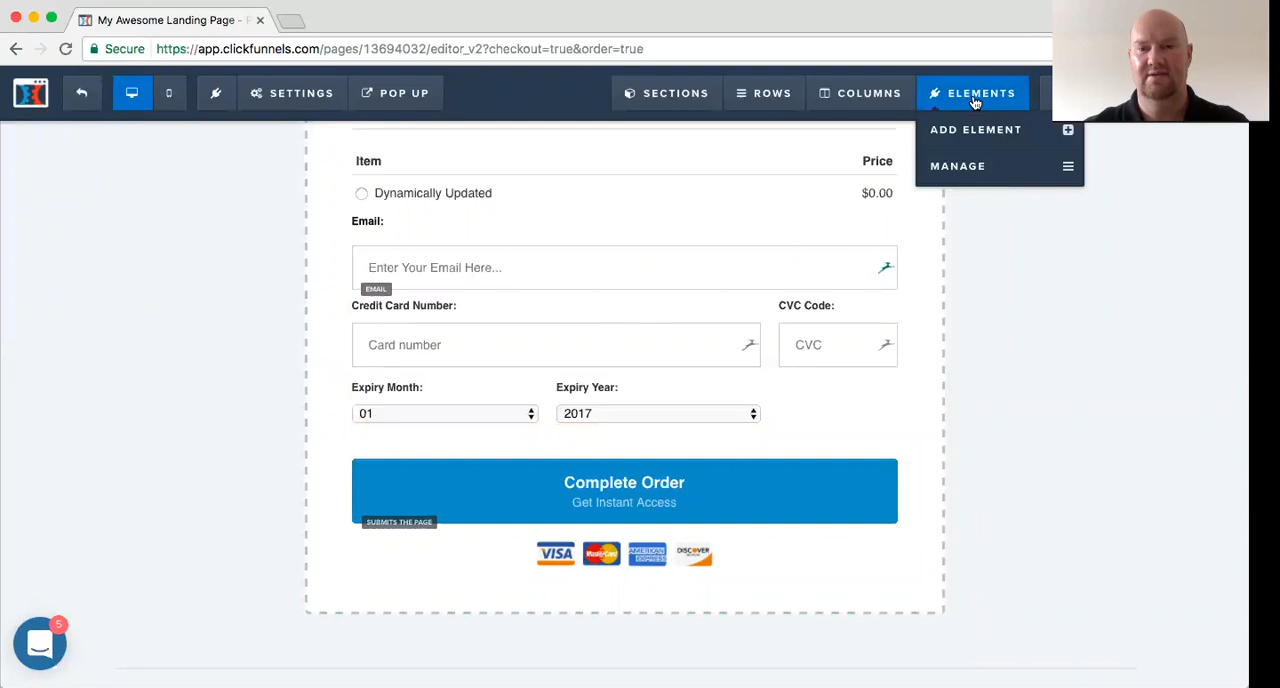 My Awesome Landing Page -
Secure https://app.clickfunnels.com/pages/13694032/editor_v2?checkout=true&order=true
SETTINGS POP UP SECTIONS ROWS COLUMNS ELEMENTS
ADD ELEMENT
MANAGE
Item Price
Dynamically Updated $0.00
Email:
Enter Your Email Here...
EMAIL
Credit Card Number: CVC Code:
Card number CVC
Expiry Month: Expiry Year:
01 2017
Complete Order
Get Instant Access
SUBMITS THE PAGE
VISA MasterCard AMERICAN EXPRESS DISCOVER
5